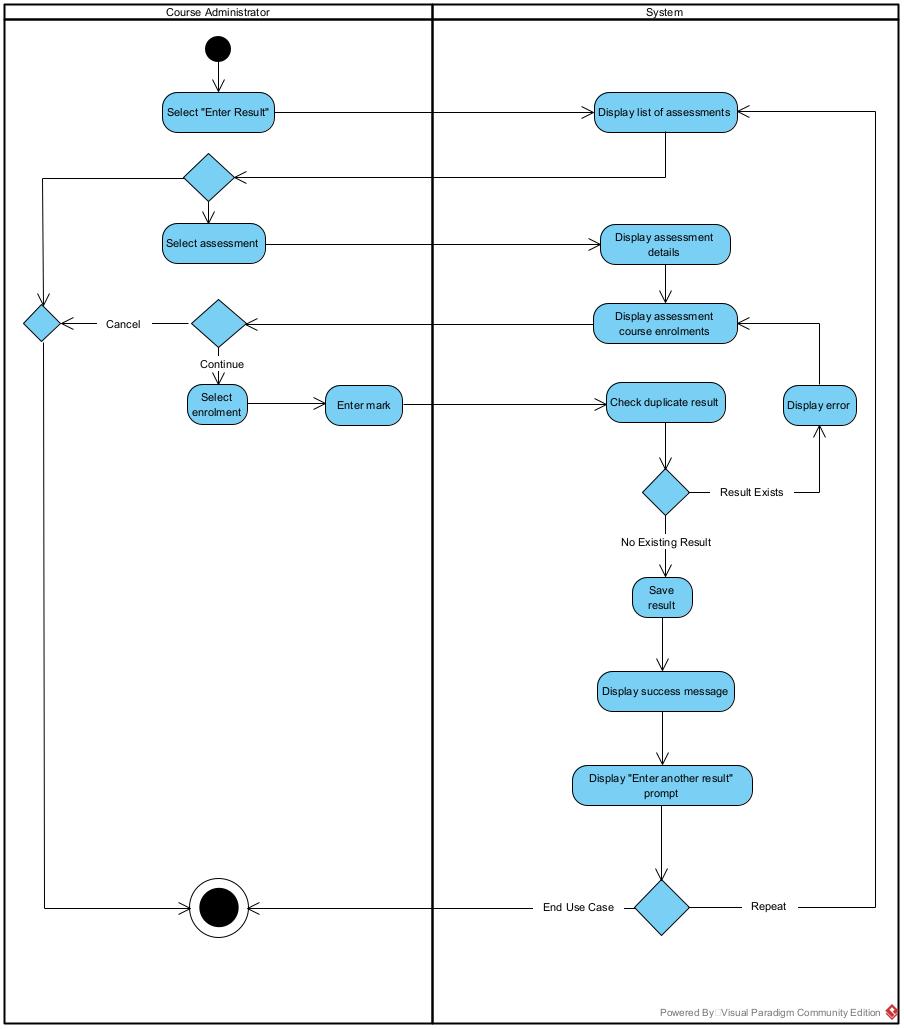 Course Administrator
System
Select "Enter Result"
Display list of assessments
Select assessment
Display assessment
details
Cancel
Display assessment
course enrolments
Continue
Select
enrolment
Enter mark
Check duplicate result
Display error
Result Exists
No Existing Result
Save
result
Display success message
Display "Enter another result"
prompt
End Use Case
Repeat
Powered By Visual Paradigm Community Edition